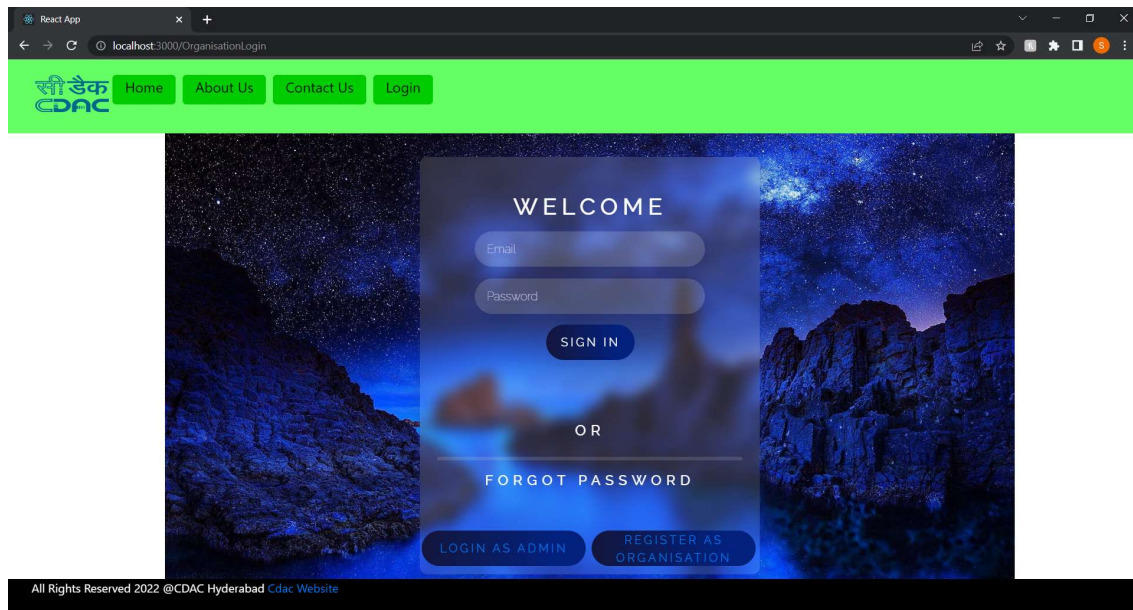 React App
localhost:3000/OrganisationLogin
S
सी डैक
CDAC
Home
About Us
Contact Us
Login
WELCOME
Email
Password
SIGN IN
OR
FORGOT PASSWORD
LOGIN AS ADMIN
REGISTER AS
ORGANISATION
All Rights Reserved 2022 @CDAC Hyderabad Cdac Website